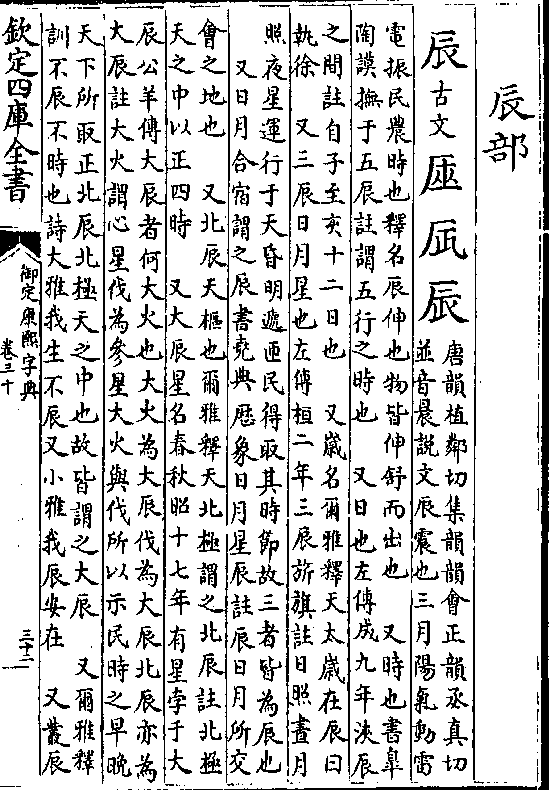 辰部
辰古文𠨷𠨸𨑃唐韻植鄰切集韻韻會正韻丞真切
並音晨說文辰震也三月陽氣動雷
電振民農時也釋名辰伸也物皆伸舒而出也　又時也書臯
陶謨撫于五辰註謂五行之時也　又日也左傳成九年浹辰
之間註自子至亥十二日也　又歲名爾雅釋天太歲在辰曰
執徐　又三辰日月星也左傳桓二年三辰旂旗註日照晝月
照夜星運行于天昏明遞匝民得取其時節故三者皆為辰也
又日月合宿謂之辰書堯典厯象日月星辰註辰日月所交
會之地也　又北辰天樞也爾雅釋天北極謂之北辰註北極
天之中以正四時　又大辰星名春秋昭十七年有星孛于大
辰公羊傳大辰者何大火也大火為大辰伐為大辰北辰亦為
大辰註大火謂心星伐為參星大火與伐所以示民時之早晚
天下所取正北辰北極天之中也故皆謂之大辰　又爾雅釋
訓不辰不時也詩大雅我生不辰又小雅我辰安在　又叢辰
欽定四庫全書
御定康熙字典
卷三十
三十二